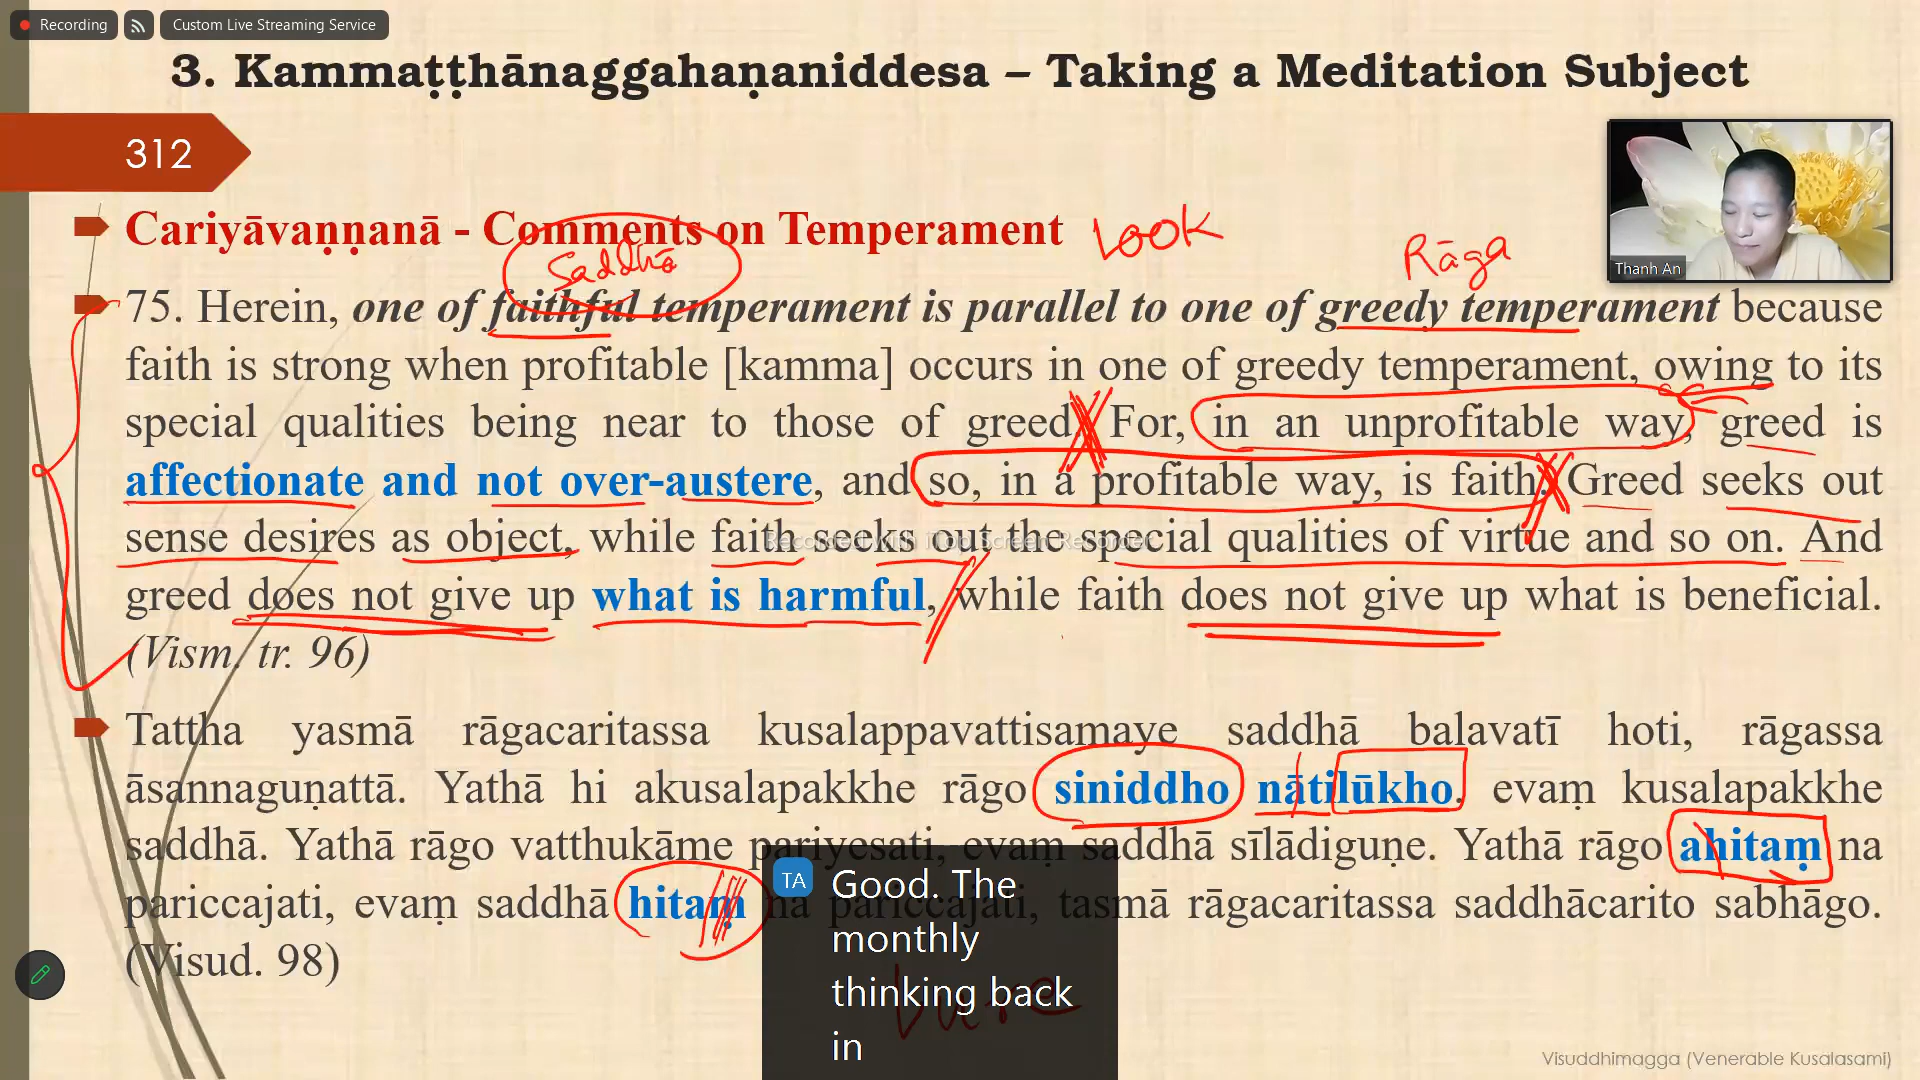 Recording
Custom Live Streaming Service
3. Kammaṭṭhānaggahaṇaniddesa – Taking a Meditation Subject
312
Thanh An
Cariyāvaṇṇanā - Comments on Temperament
Look
Saddhā
Rāga
75. Herein, one of faithful temperament is parallel to one of greedy temperament because
faith is strong when profitable [kamma] occurs in one of greedy temperament, owing to its
special qualities being near to those of greed. For, in an unprofitable way, greed is
affectionate and not over-austere, and so, in a profitable way, is faith. Greed seeks out
sense desires as object, while faith seeks out the special qualities of virtue and so on. And
Recorded with iTop Screen Recorder
greed does not give up what is harmful, while faith does not give up what is beneficial.
(Vism. tr. 96)
Tattha yasmā rāgacaritassa kusalappavattisamaye saddhā balavatī hoti, rāgassa
āsannaguṇattā. Yathā hi akusalapakkhe rāgo siniddho nātilūkho, evaṃ kusalapakkhe
saddhā. Yathā rāgo vatthukāme pariyesati, evaṃ saddhā sīlādiguṇe. Yathā rāgo ahitaṃ na
pariccajati, evaṃ saddhā hitaṃ na pariccajati, tasmā rāgacaritassa saddhācarito sabhāgo.
(Visud. 98)
TA
Good. The
monthly
thinking back
in
Visuddhimagga (Venerable Kusalasami)